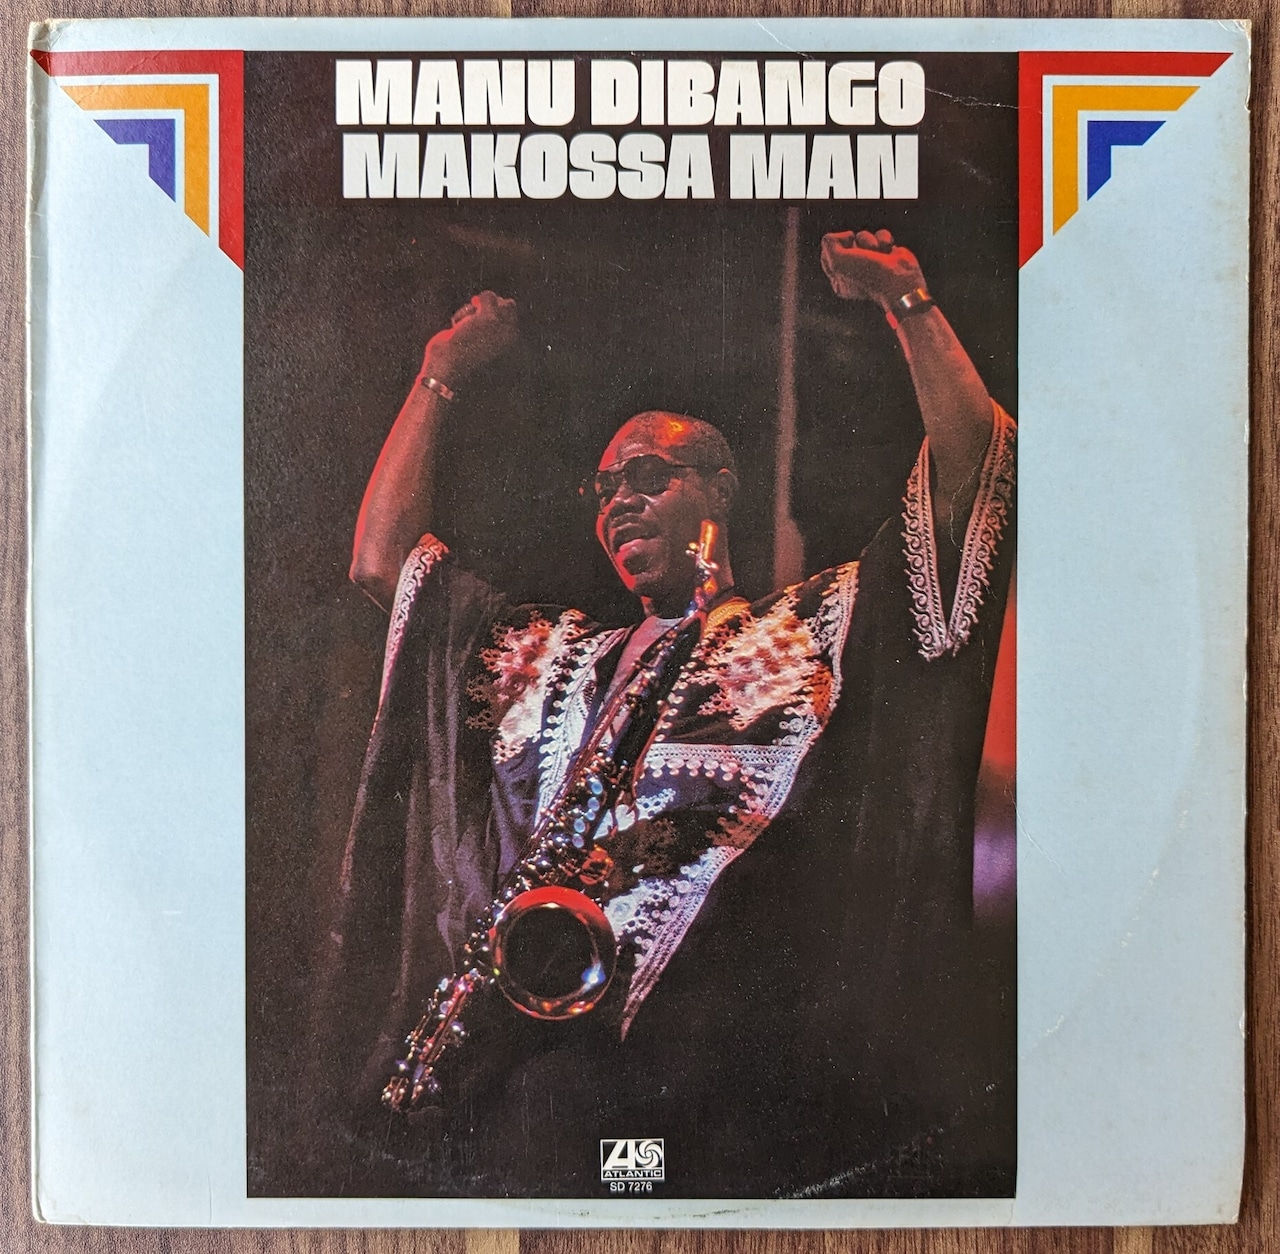 MANU DIBANGO
MAKOSSA MAN
ATLANTIC
SD 7276